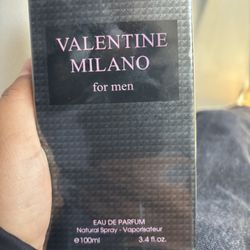 VALENTINE
MILANO
for men
EAU DE PARFUM
Natural Spray - Vaporisateur
℮100ml 3.4 fl.oz.